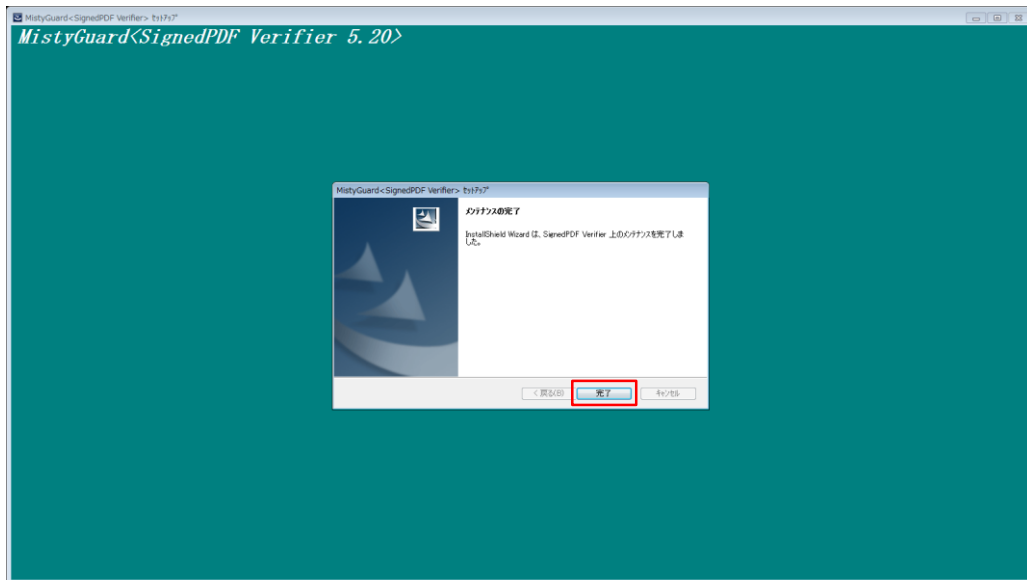 MistyGuard<SignedPDF Verifier> ｾｯﾄｱｯﾌﾟ
MistyGuard<SignedPDF Verifier 5.20>
MistyGuard<SignedPDF Verifier> ｾｯﾄｱｯﾌﾟ
ﾒﾝﾃﾅﾝｽの完了
InstallShield Wizard は、SignedPDF Verifier 上のﾒﾝﾃﾅﾝｽを完了しま
した。
< 戻る(B)
完了
ｷｬﾝｾﾙ